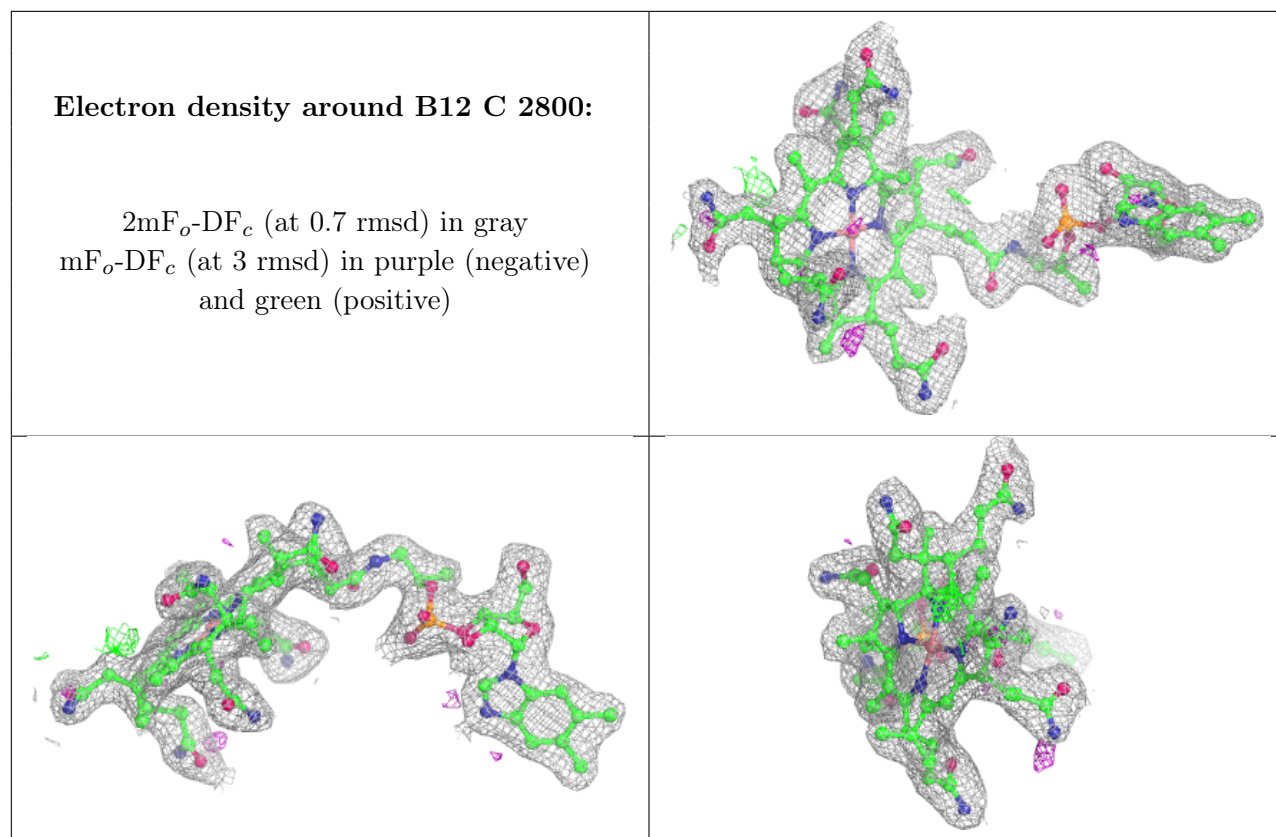 Electron density around B12 C 2800:
2mFo-DFc (at 0.7 rmsd) in gray
mFo-DFc (at 3 rmsd) in purple (negative)
and green (positive)